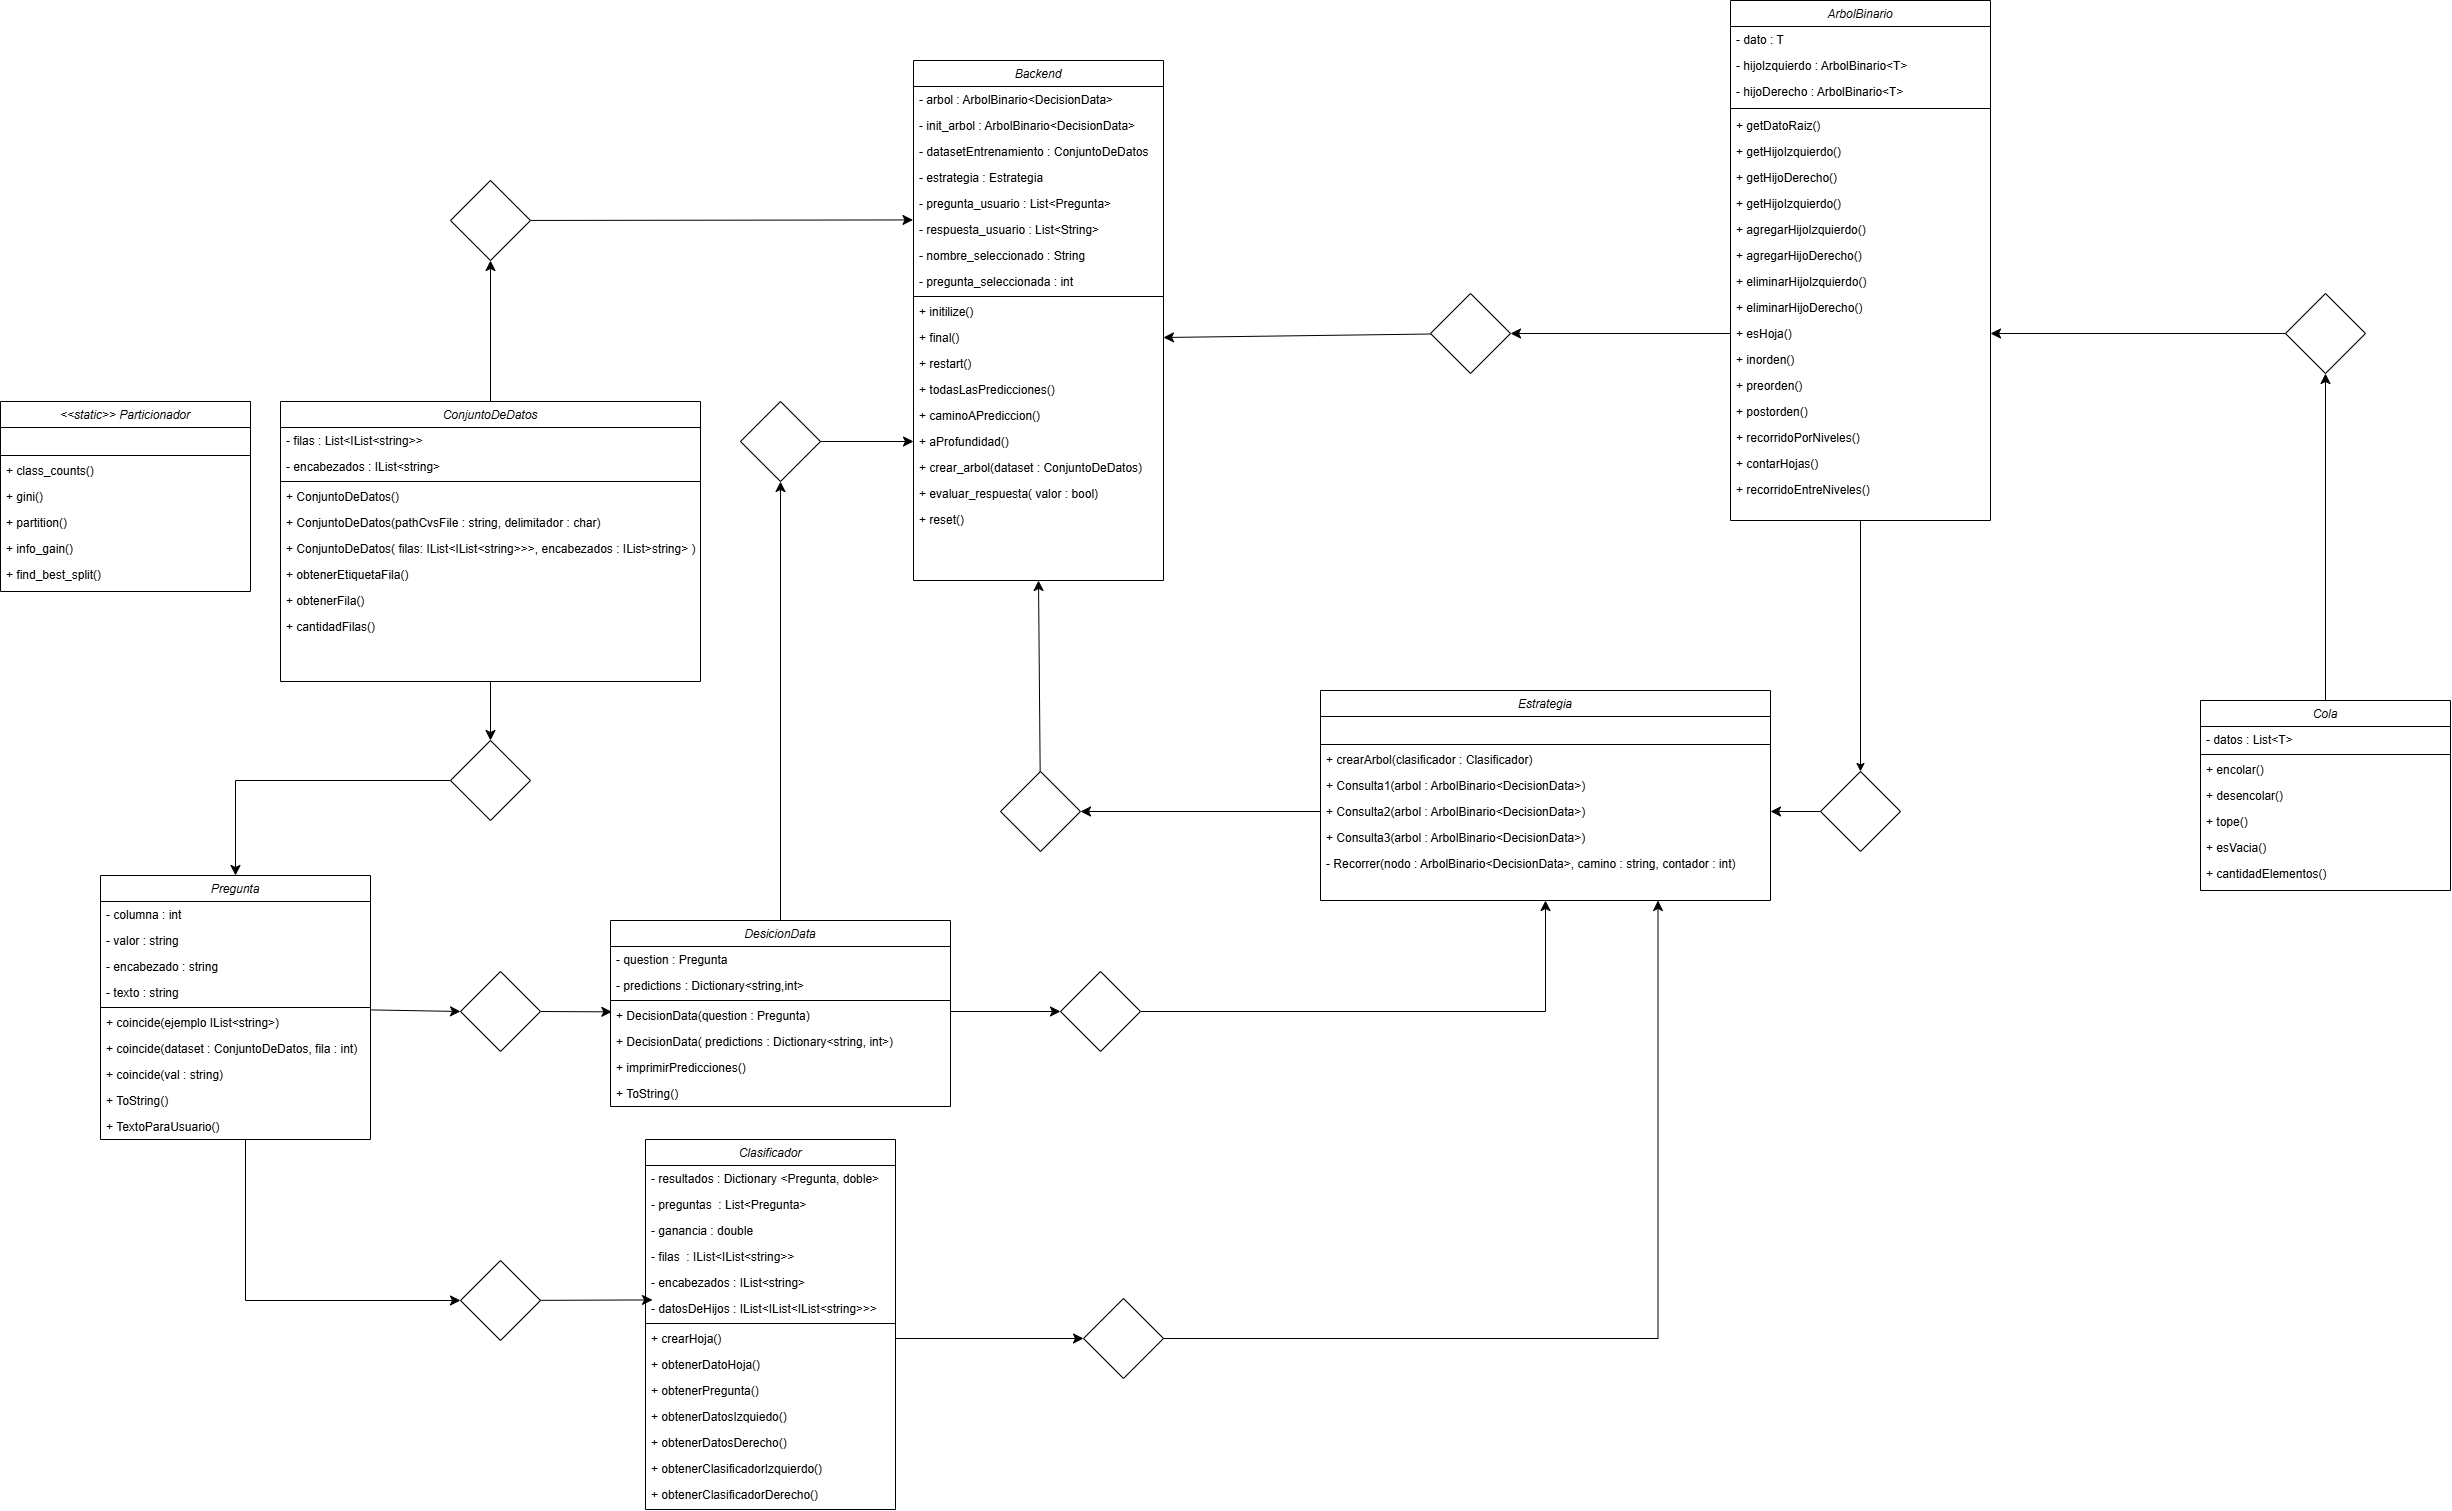 ArbolBinario
- dato : T
- hijoIzquierdo : ArbolBinario<T>
- hijoDerecho : ArbolBinario<T>
+ getDatoRaiz()
+ getHijoIzquierdo()
+ getHijoDerecho()
+ getHijoIzquierdo()
+ agregarHijoIzquierdo()
+ agregarHijoDerecho()
+ eliminarHijoIzquierdo()
+ eliminarHijoDerecho()
+ esHoja()
+ inorden()
+ preorden()
+ postorden()
+ recorridoPorNiveles()
+ contarHojas()
+ recorridoEntreNiveles()
Backend
- arbol : ArbolBinario<DecisionData>
- init_arbol : ArbolBinario<DecisionData>
- datasetEntrenamiento : ConjuntoDeDatos
- estrategia : Estrategia
- pregunta_usuario : List<Pregunta>
- respuesta_usuario : List<String>
- nombre_seleccionado : String
- pregunta_seleccionada : int
+ initilize()
+ final()
+ restart()
+ todasLasPredicciones()
+ caminoAPrediccion()
+ aProfundidad()
+ crear_arbol(dataset : ConjuntoDeDatos)
+ evaluar_respuesta( valor : bool)
+ reset()
<<static>> Particionador
+ class_counts()
+ gini()
+ partition()
+ info_gain()
+ find_best_split()
ConjuntoDeDatos
- filas : List<IList<string>>
- encabezados : IList<string>
+ ConjuntoDeDatos()
+ ConjuntoDeDatos(pathCvsFile : string, delimitador : char)
+ ConjuntoDeDatos( filas: IList<IList<string>>>, encabezados : IList>string> )
+ obtenerEtiquetaFila()
+ obtenerFila()
+ cantidadFilas()
Estrategia
+ crearArbol(clasificador : Clasificador)
+ Consulta1(arbol : ArbolBinario<DecisionData>)
+ Consulta2(arbol : ArbolBinario<DecisionData>)
+ Consulta3(arbol : ArbolBinario<DecisionData>)
- Recorrer(nodo : ArbolBinario<DecisionData>, camino : string, contador : int)
Cola
- datos : List<T>
+ encolar()
+ desencolar()
+ tope()
+ esVacia()
+ cantidadElementos()
Pregunta
- columna : int
- valor : string
- encabezado : string
- texto : string
+ coincide(ejemplo IList<string>)
+ coincide(dataset : ConjuntoDeDatos, fila : int)
+ coincide(val : string)
+ ToString()
+ TextoParaUsuario()
DesicionData
- question : Pregunta
- predictions : Dictionary<string,int>
+ DecisionData(question : Pregunta)
+ DecisionData( predictions : Dictionary<string, int>)
+ imprimirPredicciones()
+ ToString()
Clasificador
- resultados : Dictionary <Pregunta, doble>
- preguntas  : List<Pregunta>
- ganancia : double
- filas  : IList<IList<string>>
- encabezados : IList<string>
- datosDeHijos : IList<IList<IList<string>>>
+ crearHoja()
+ obtenerDatoHoja()
+ obtenerPregunta()
+ obtenerDatosIzquiedo()
+ obtenerDatosDerecho()
+ obtenerClasificadorIzquierdo()
+ obtenerClasificadorDerecho()